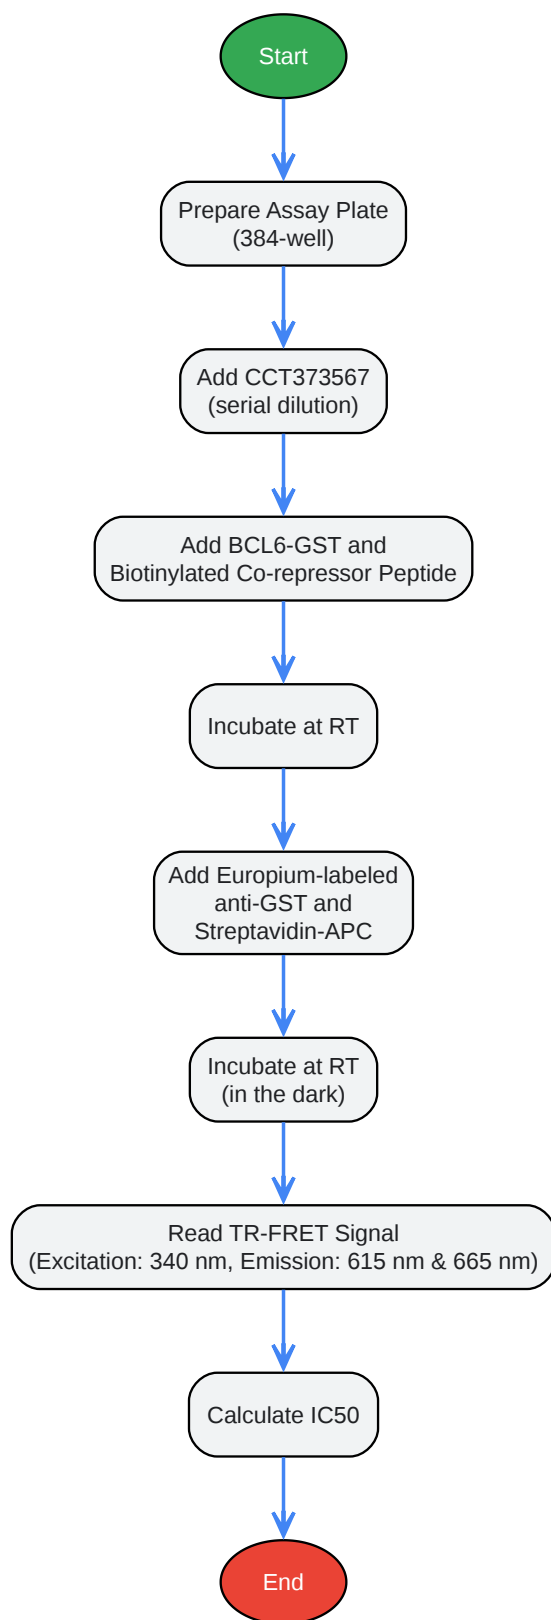 Start
Prepare Assay Plate
(384-well)
Add CCT373567
(serial dilution)
Add BCL6-GST and
Biotinylated Co-repressor Peptide
Incubate at RT
Add Europium-labeled
anti-GST and
Streptavidin-APC
Incubate at RT
(in the dark)
Read TR-FRET Signal
(Excitation: 340 nm, Emission: 615 nm & 665 nm)
Calculate IC50
End